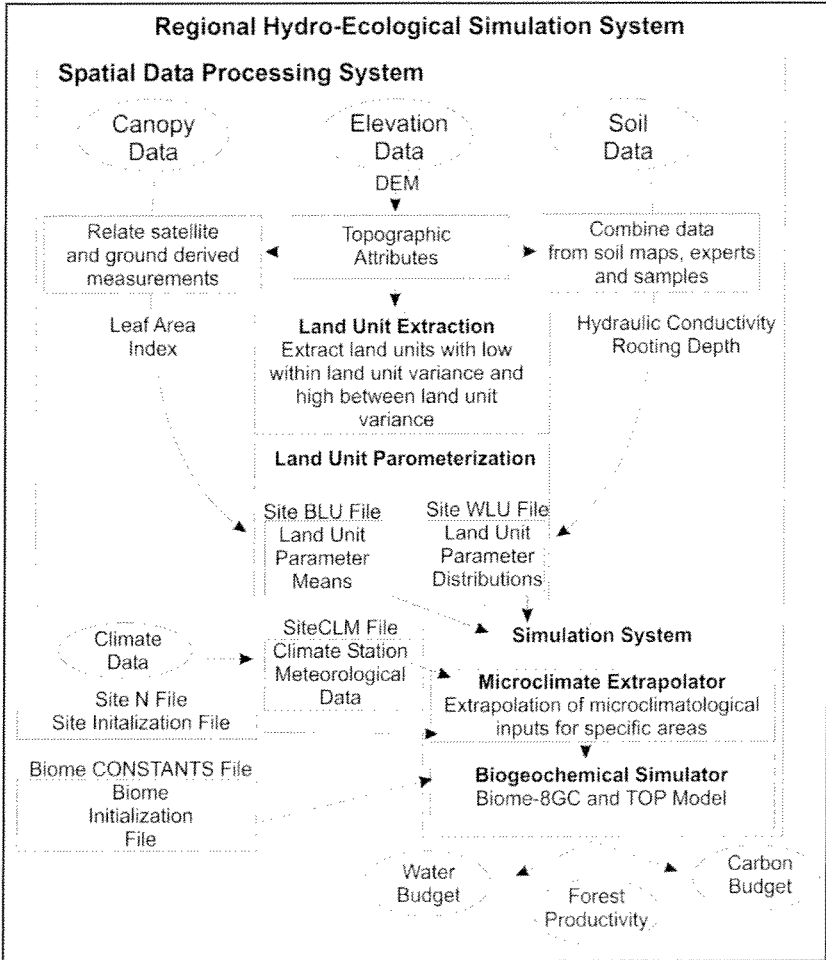 Regional Hydro-Ecological Simulation System
Spatial Data Processing System
Canopy
Data
Elevation
Data
Soil
Data
DEM
Relate satellite
and ground derived
measurements
Topographic
Attributes
Combine data
from soil maps, experts
and samples
Leaf Area
Index
Land Unit Extraction
Extract land units with low
within land unit variance and
high between land unit
variance
Hydraulic Conductivity
Rooting Depth
Land Unit Parometerization
Site BLU File
Land Unit
Parameter
Means
Site WLU File
Land Unit
Parameter
Distributions
Climate
Data
SiteCLM File
Climate Station
Meteorological
Data
Simulation System
Microclimate Extrapolator
Extrapolation of microclimatological
inputs for specific areas
Site N File
Site Initalization File
Biome CONSTANTS File
Biome
Initialization
File
Biogeochemical Simulator
Biome-8GC and TOP Model
Water
Budget
Forest
Productivity
Carbon
Budget